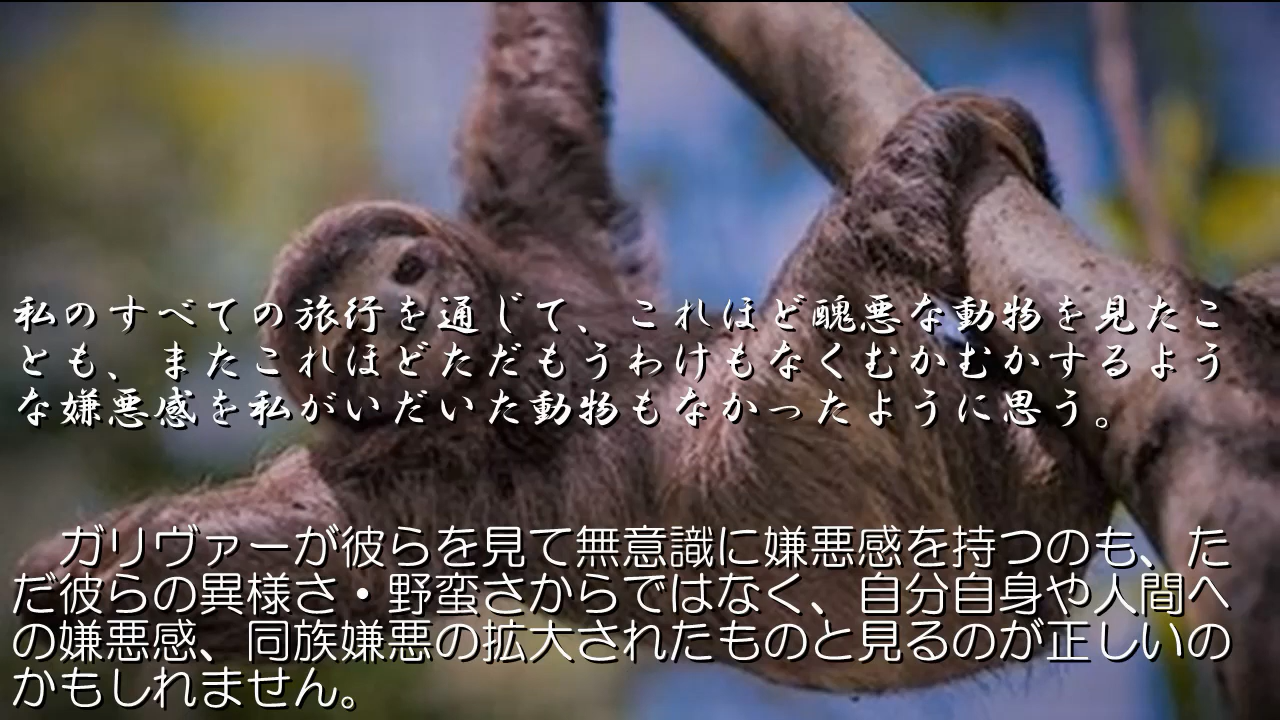 私のすべての旅行を通じて、これほど醜悪な動物を見たこ
とも、またこれほどただもうわけもなくむかむかするよう
な嫌悪感を私がいだいた動物もなかったように思う。
ガリヴァーが彼らを見て無意識に嫌悪感を持つのも、た
だ彼らの異様さ・野蛮さからではなく、自分自身や人間へ
の嫌悪感、同族嫌悪の拡大されたものと見るのが正しいの
かもしれません。